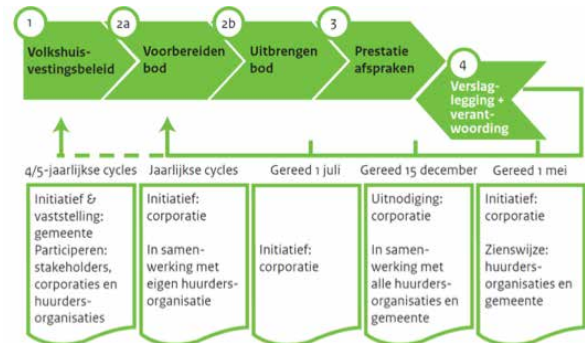 1
2a
2b
3
4
Volkshuis-
vestingsbeleid
Voorbereiden
bod
Uitbrengen
bod
Prestatie
afspraken
Verslag-
legging +
verant-
woording
4/5-jaarlijkse cycles
Jaarlijkse cycles
Gereed 1 juli
Gereed 15 december
Gereed 1 mei
Initiatief &
vaststelling:
gemeente
Participeren:
stakeholders,
corporaties en
huurders-
organisaties
Initiatief:
corporatie
In samen-
werking met
eigen huurders-
organisatie
Initiatief:
corporatie
Uitnodiging:
corporatie
In samen-
werking met
alle huurders-
organisaties en
gemeente
Initiatief:
corporatie
Zienswijze:
huurders-
organisaties en
gemeente